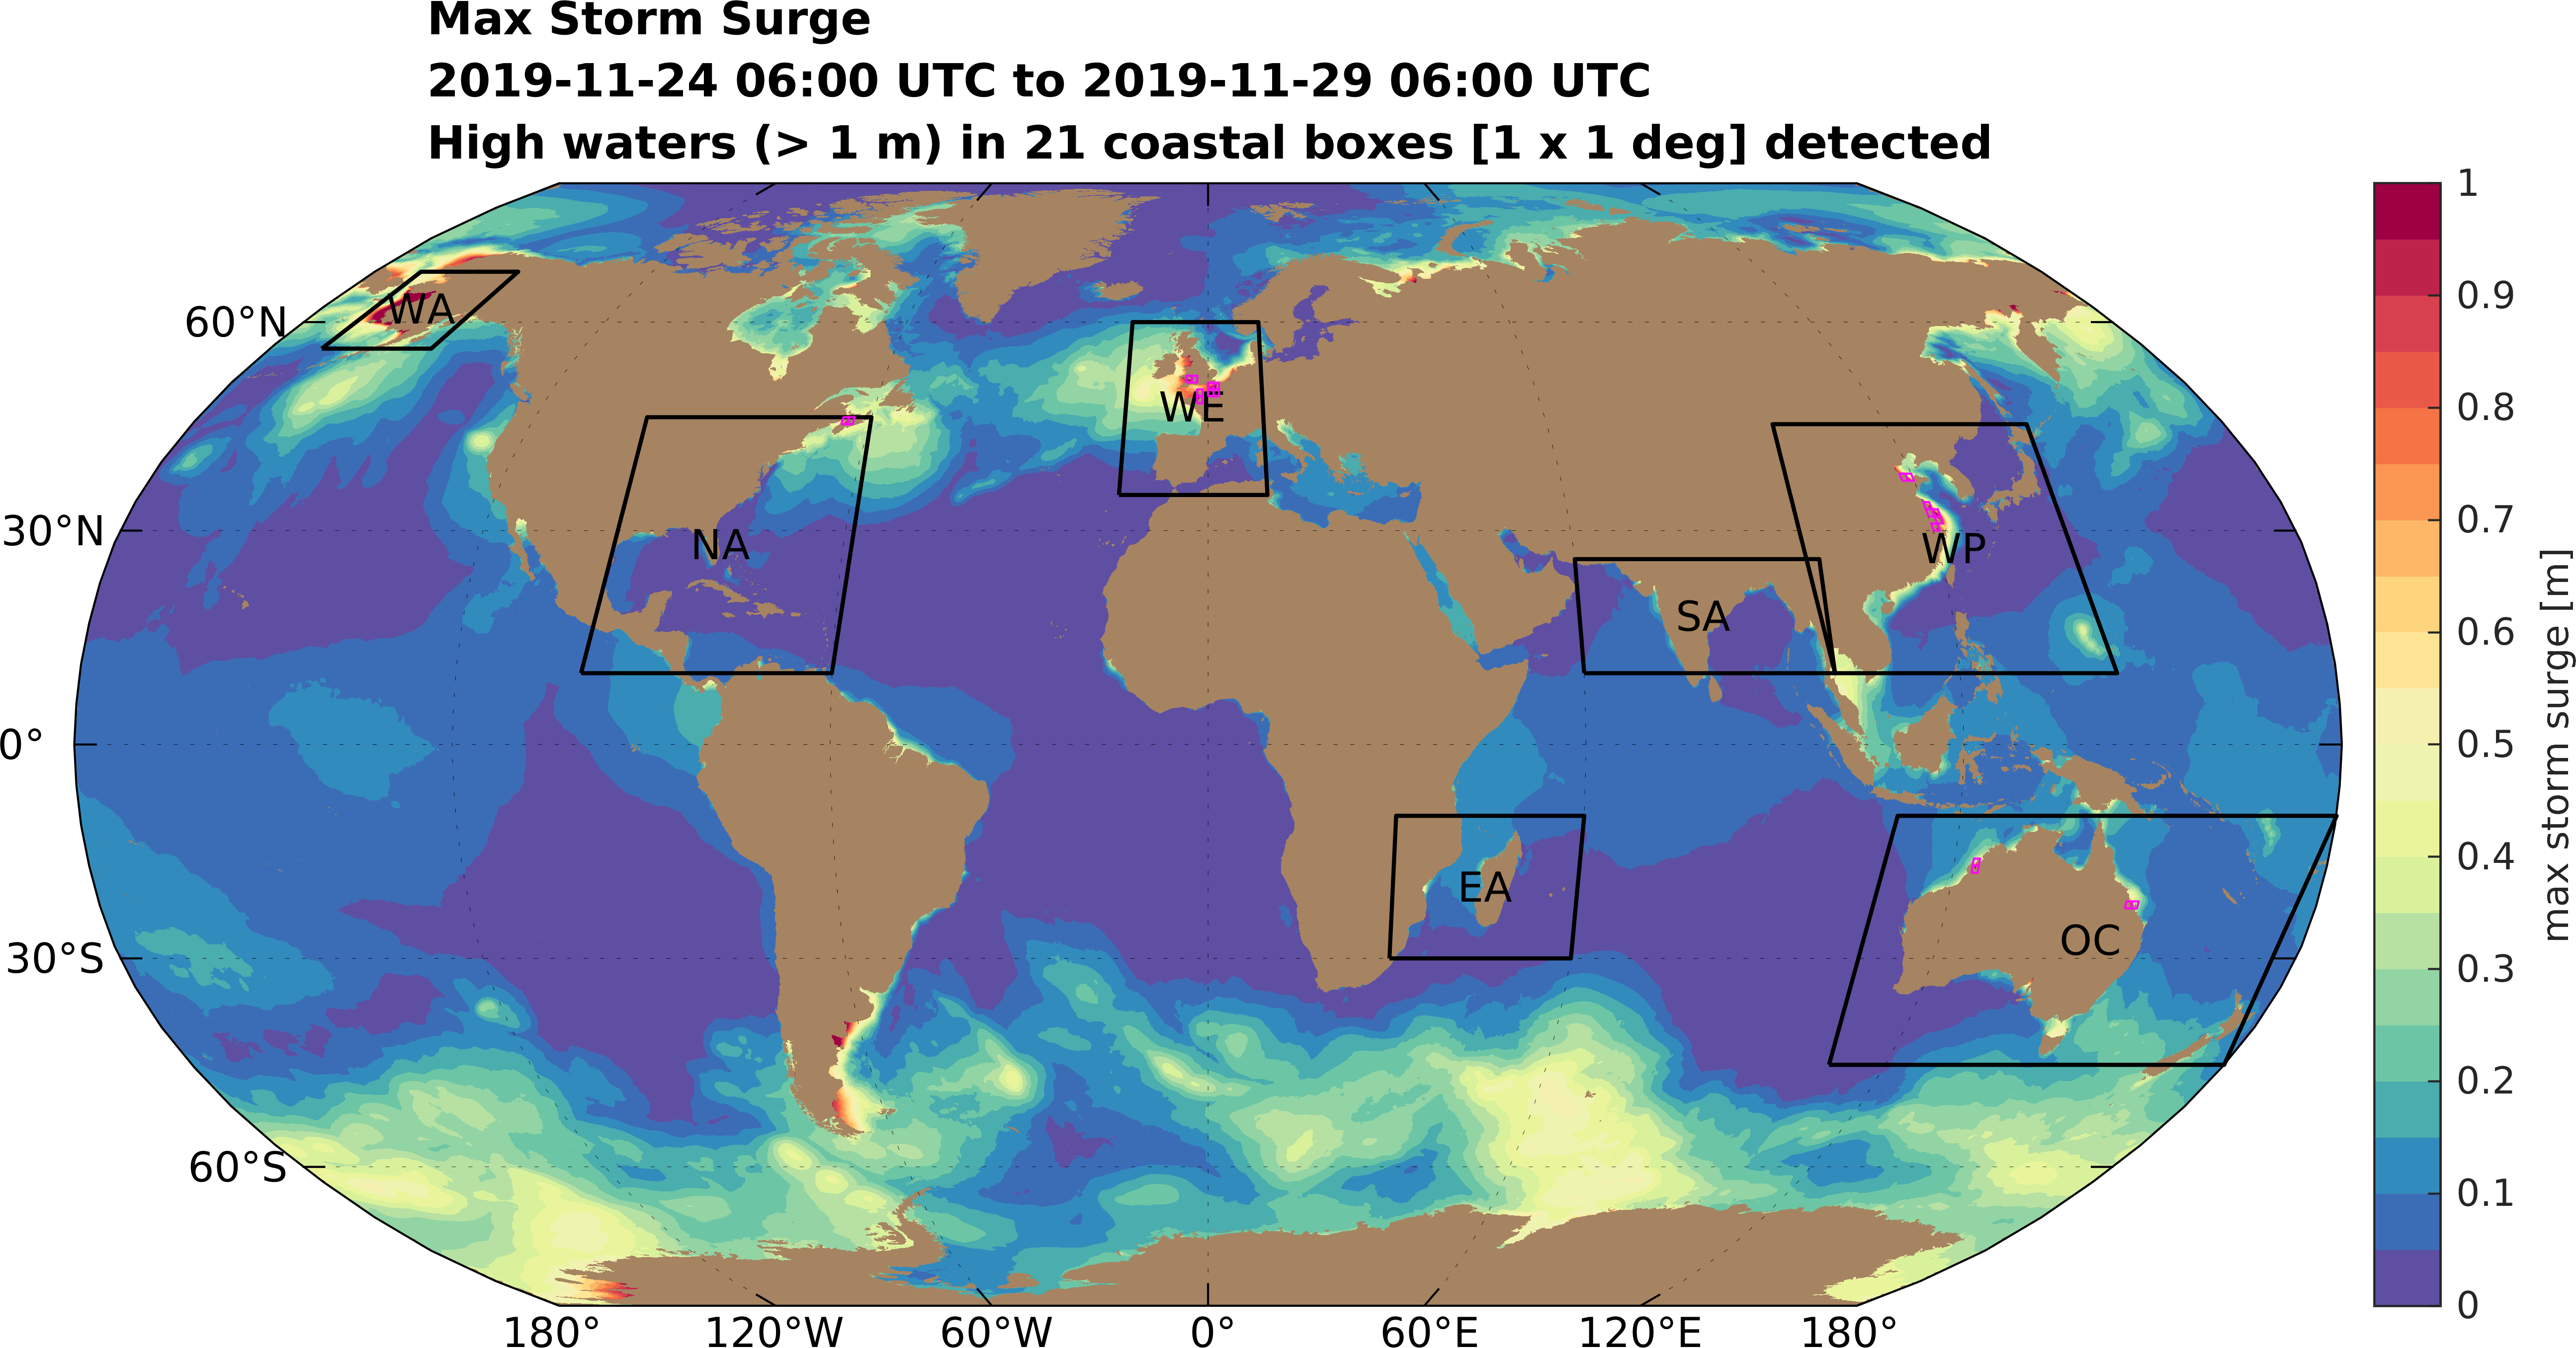 Max Storm Surge
2019-11-24 06:00 UTC to 2019-11-29 06:00 UTC
High waters (> 1 m) in 21 coastal boxes [1 x 1 deg] detected
60°N
30°N
0°
30°S
60°S
WA
NA
WE
SA
WP
EA
OC
180°
120°W
60°W
0°
60°E
120°E
180°
1
0.9
0.8
0.7
0.6
0.5
0.4
0.3
0.2
0.1
0
max storm surge [m]